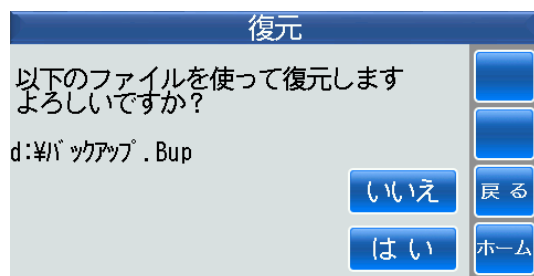 復元
以下のファイルを使って復元します
よろしいですか？
d:¥ﾊﾞｯｸｱｯﾌﾟ.Bup
いいえ
戻る
はい
ホーム